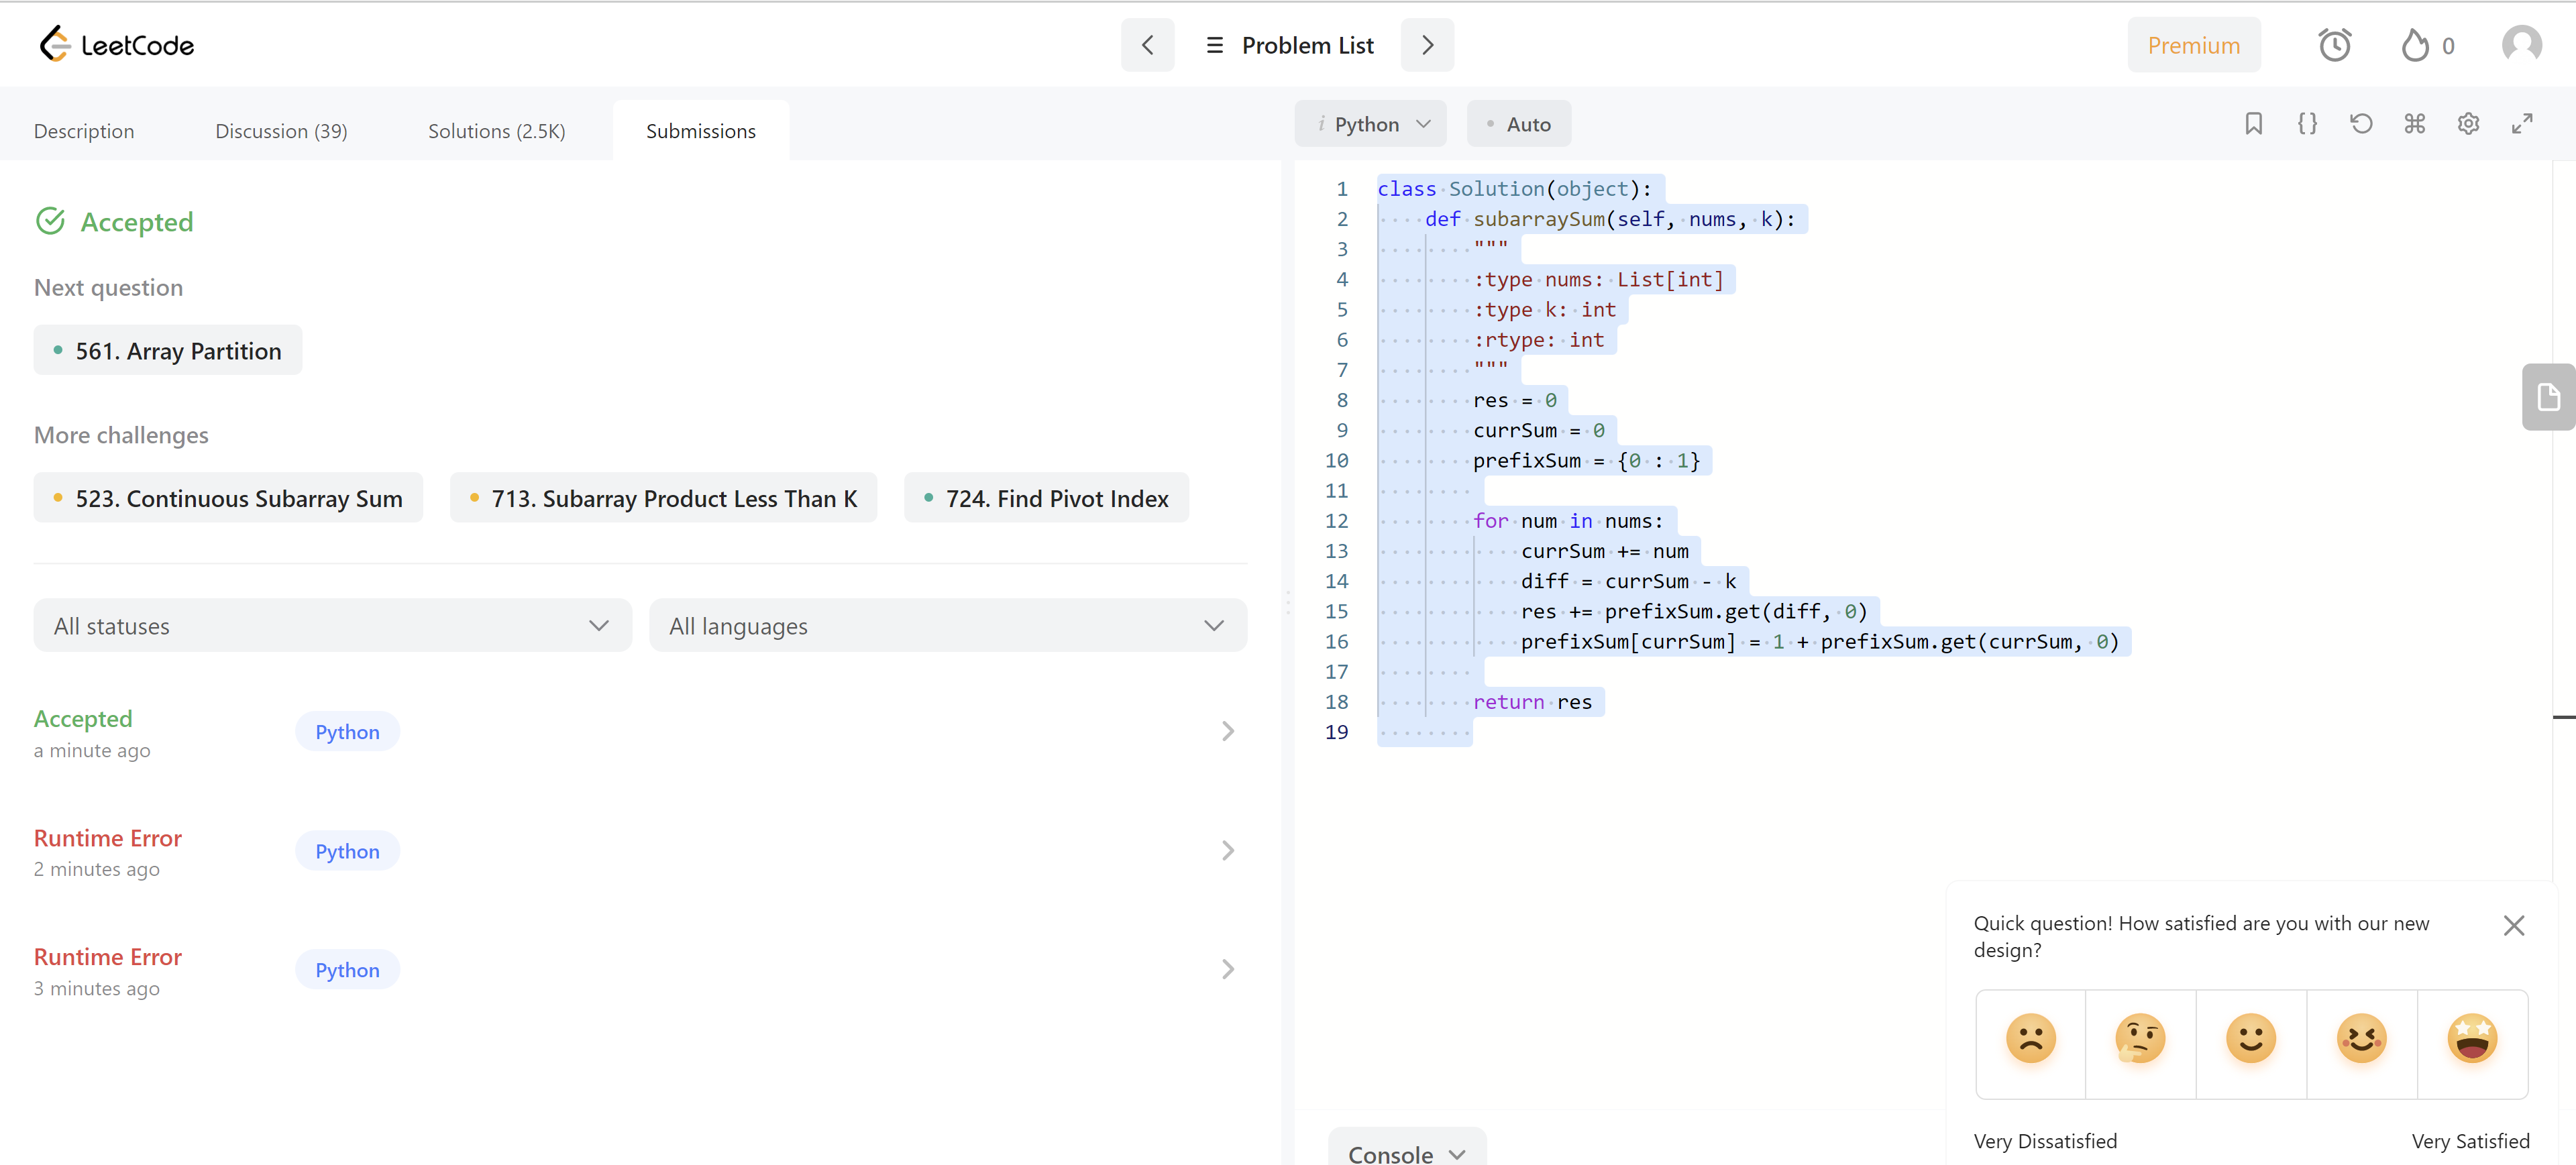 LeetCode
Problem List
Premium
0
Description
Discussion (39)
Solutions (2.5K)
Submissions
Accepted
Next question
561. Array Partition
More challenges
523. Continuous Subarray Sum
713. Subarray Product Less Than K
724. Find Pivot Index
All statuses
All languages
Accepted
a minute ago
Python
Runtime Error
2 minutes ago
Python
Runtime Error
3 minutes ago
Python
i Python
Auto
1 class Solution(object):
2 def subarraySum(self, nums, k):
3 """
4 :type nums: List[int]
5 :type k: int
6 :rtype: int
7 """
8 res = 0
9 currSum = 0
10 prefixSum = {0 : 1}
11
12 for num in nums:
13 currSum += num
14 diff = currSum - k
15 res += prefixSum.get(diff, 0)
16 prefixSum[currSum] = 1 + prefixSum.get(currSum, 0)
17
18 return res
19
Quick question! How satisfied are you with our new
design?
Very Dissatisfied
Very Satisfied
Console